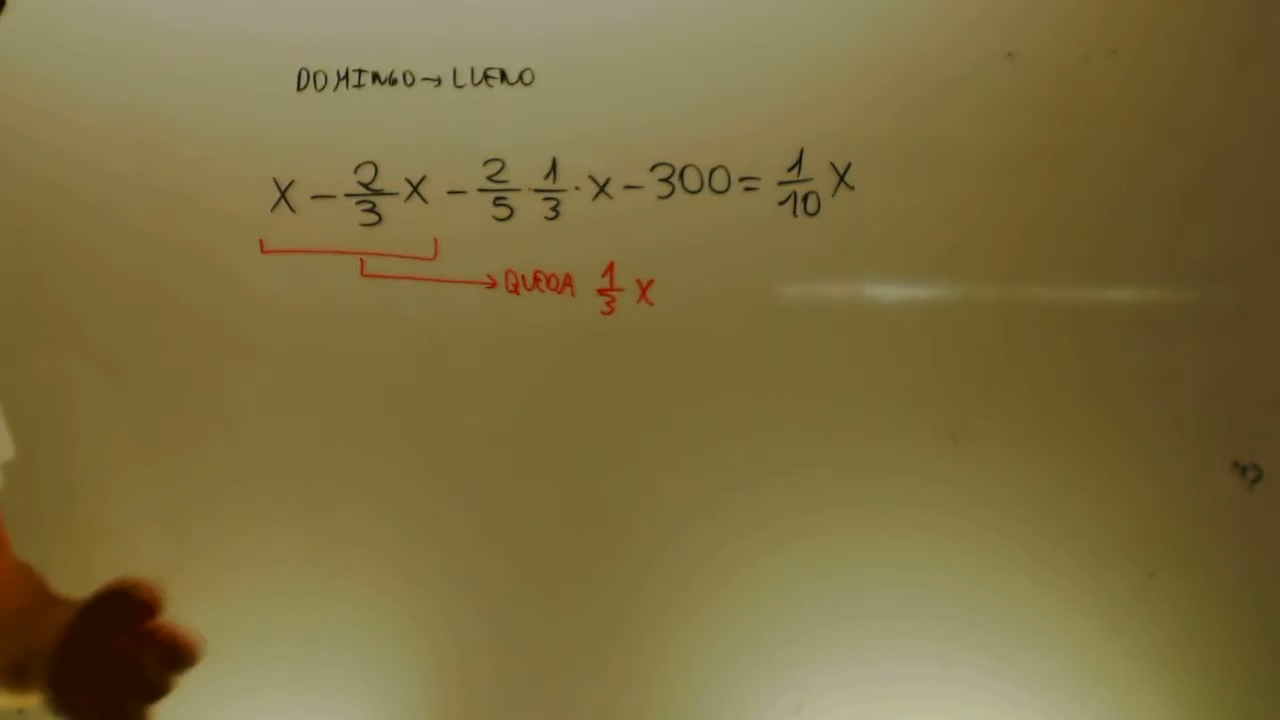 DOMINGO → LLENO
X - 2/3 X - 2/5 · 1/3 · X - 300 = 1/10 X
QUEDA 1/3 X